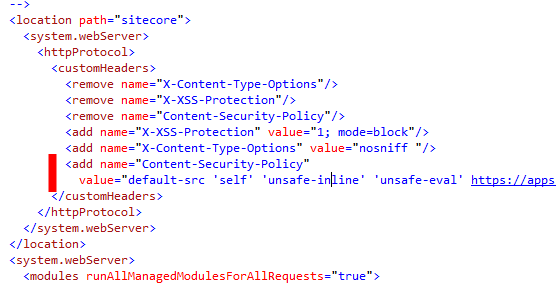 -->
<location path="sitecore">
<system.webServer>
<httpProtocol>
<customHeaders>
<remove name="X-Content-Type-Options"/>
<remove name="X-XSS-Protection"/>
<remove name="Content-Security-Policy"/>
<add name="X-XSS-Protection" value="1; mode=block"/>
<add name="X-Content-Type-Options" value="nosniff "/>
<add name="Content-Security-Policy"
value="default-src 'self' 'unsafe-inline' 'unsafe-eval' https://apps
</customHeaders>
</httpProtocol>
</system.webServer>
</location>
<system.webServer>
<modules runAllManagedModulesForAllRequests="true">